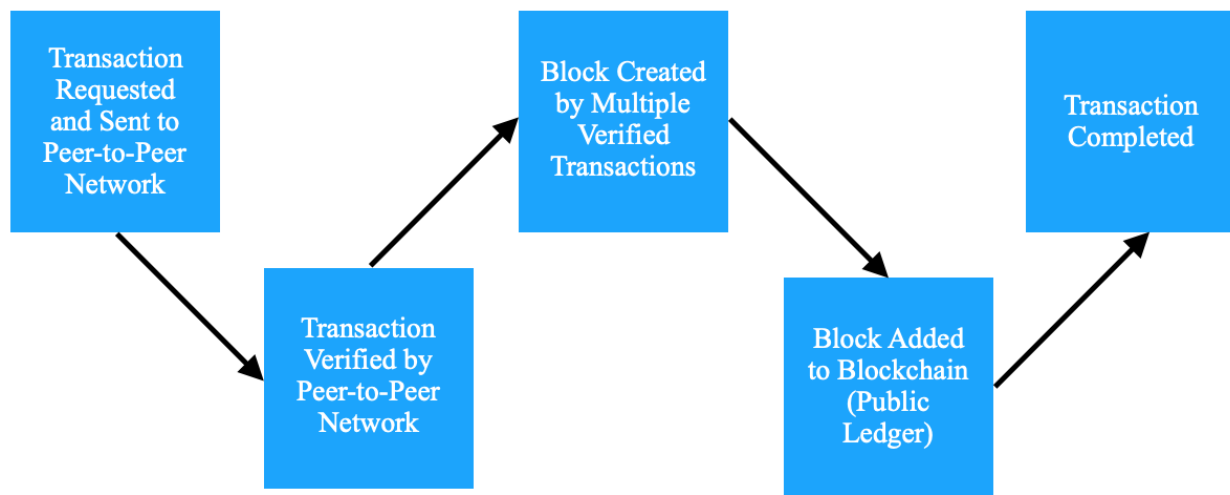 Transaction
Requested
and Sent to
Peer-to-Peer
Network
Transaction
Verified by
Peer-to-Peer
Network
Block Created
by Multiple
Verified
Transactions
Block Added
to Blockchain
(Public
Ledger)
Transaction
Completed